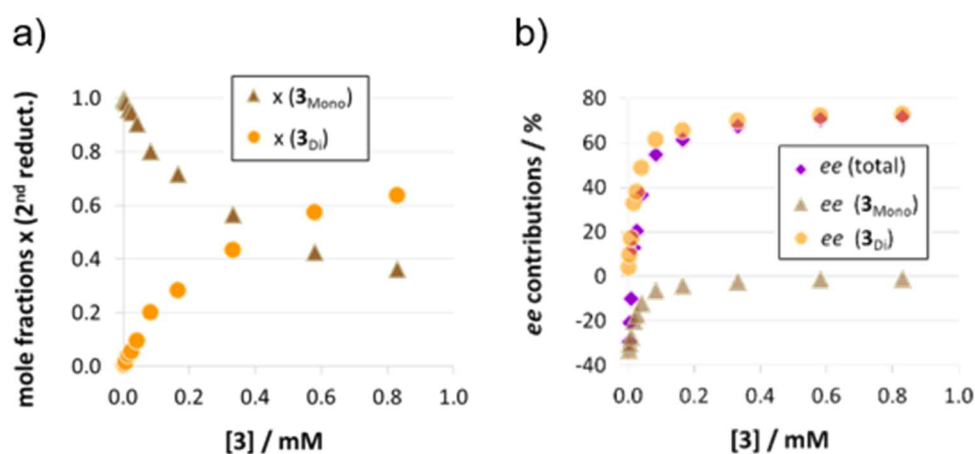 a)
mole fractions x (2nd reduct.)
1.0
0.8
0.6
0.4
0.2
0.0
x (3Mono)
x (3Di)
0.0 0.2 0.4 0.6 0.8 1.0
[3] / mM
b)
ee contributions / %
80
60
40
20
0
-20
-40
ee (total)
ee (3Mono)
ee (3Di)
0.0 0.2 0.4 0.6 0.8 1.0
[3] / mM